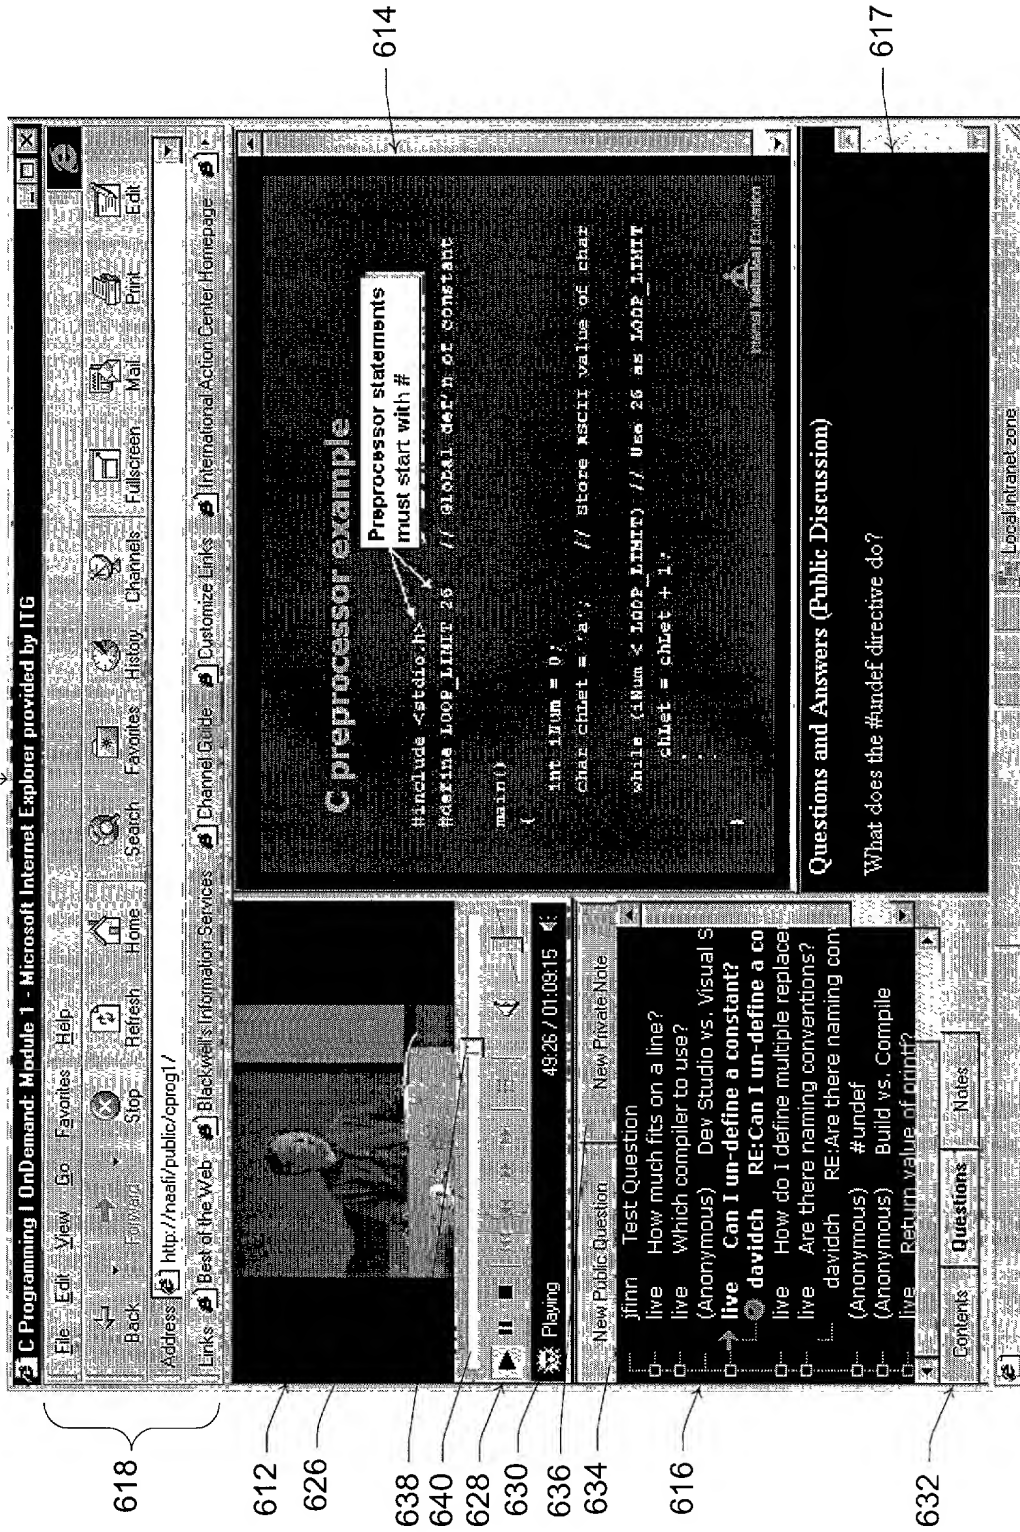 C Programming I OnDemand: Module 1 - Microsoft Internet Explorer provided by ITG
File Edit View Go Favorites Help
Back Forward Stop Refresh Home Search Favorites History Channels Fullscreen Mail Print Edit
Address http://naafi/public/cprog1/
Links Best of the Web Blackwell's Information Services Channel Guide Customize Links International Action Center Homepage
C preprocessor example
Preprocessor statements
must start with #
#include <stdio.h>
#define LOOP_LIMIT 26 // global def'n of constant
main()
{
int iNum = 0;
char chLet = 'a'; // store ASCII value of char
while (iNum < LOOP_LIMIT) // Use 26 as LOOP_LIMIT
chLet = chLet + 1;
.
.
}
Playing 49:26 / 01:09:15
New Public Question New Private Note
jfinn Test Question
live How much fits on a line?
live Which compiler to use?
(Anonymous) Dev Studio vs. Visual S
live Can I un-define a constant?
davidch RE:Can I un-define a co
live How do I define multiple replace
live Are there naming conventions?
davidch RE:Are there naming conv
(Anonymous) #undef
(Anonymous) Build vs. Compile
live Return value of printf?
Contents Questions Notes
Questions and Answers (Public Discussion)
What does the #undef directive do?
Local intranet zone
618
612
626
638
640
628
630
636
634
616
632
614
617